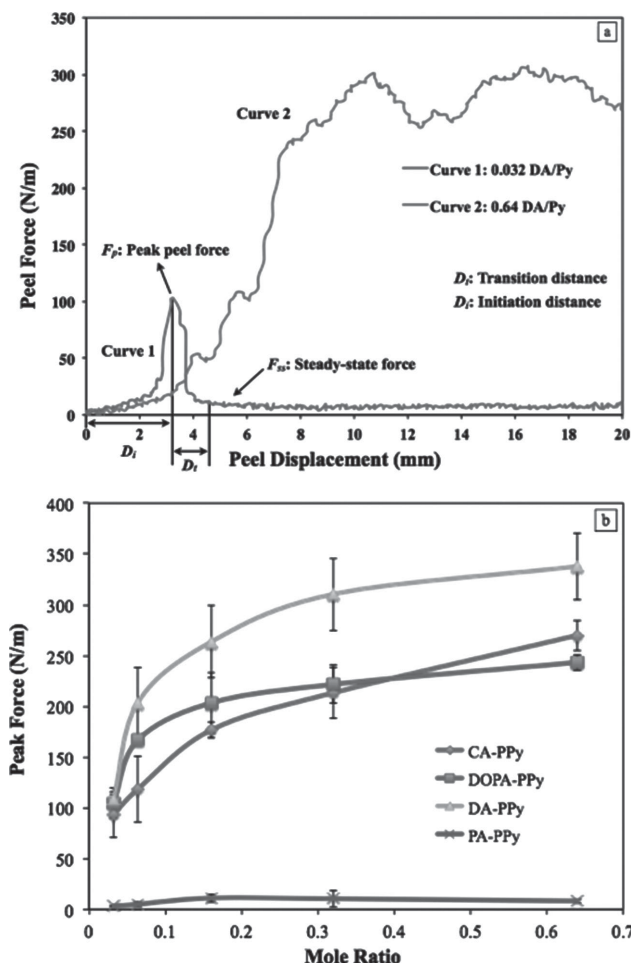 a
350
300
250
200
150
100
50
0
Peel Force (N/m)
Curve 2
Curve 1: 0.032 DA/Py
Curve 2: 0.64 DA/Py
Fp: Peak peel force
Dt: Transition distance
Di: Initiation distance
Curve 1
Fss: Steady-state force
0 2 4 6 8 10 12 14 16 18 20
Di
Dt
Peel Displacement (mm)
b
400
350
300
250
200
150
100
50
0
Peak Force (N/m)
CA-PPy
DOPA-PPy
DA-PPy
PA-PPy
0 0.1 0.2 0.3 0.4 0.5 0.6 0.7
Mole Ratio